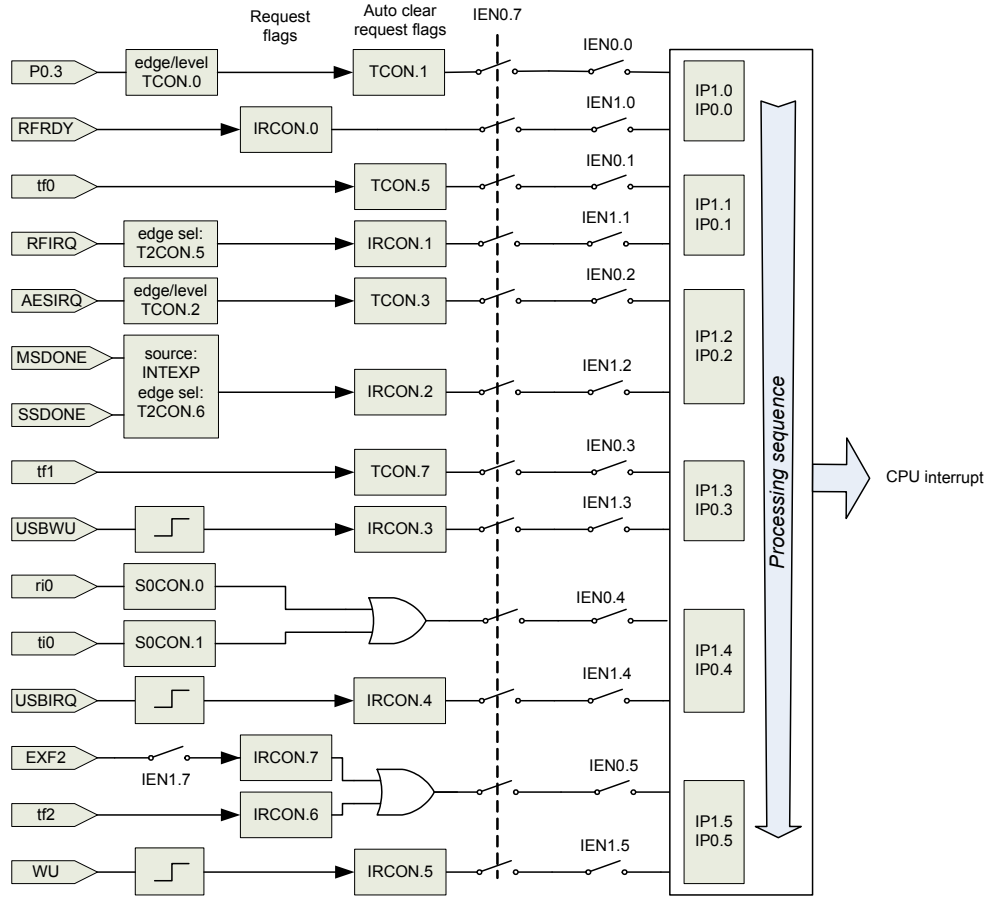 Request
flags
Auto clear
request flags
IEN0.7
P0.3
edge/level
TCON.0
TCON.1
IEN0.0
IP1.0
IP0.0
RFRDY
IRCON.0
IEN1.0
tf0
TCON.5
IEN0.1
IP1.1
IP0.1
RFIRQ
edge sel:
T2CON.5
IRCON.1
IEN1.1
AESIRQ
edge/level
TCON.2
TCON.3
IEN0.2
IP1.2
IP0.2
MSDONE
SSDONE
source:
INTEXP
edge sel:
T2CON.6
IRCON.2
IEN1.2
tf1
TCON.7
IEN0.3
IP1.3
IP0.3
USBWU
IRCON.3
IEN1.3
Processing sequence
CPU interrupt
ri0
S0CON.0
IEN0.4
ti0
S0CON.1
IP1.4
IP0.4
USBIRQ
IRCON.4
IEN1.4
EXF2
IEN1.7
IRCON.7
IEN0.5
tf2
IRCON.6
IP1.5
IP0.5
WU
IRCON.5
IEN1.5